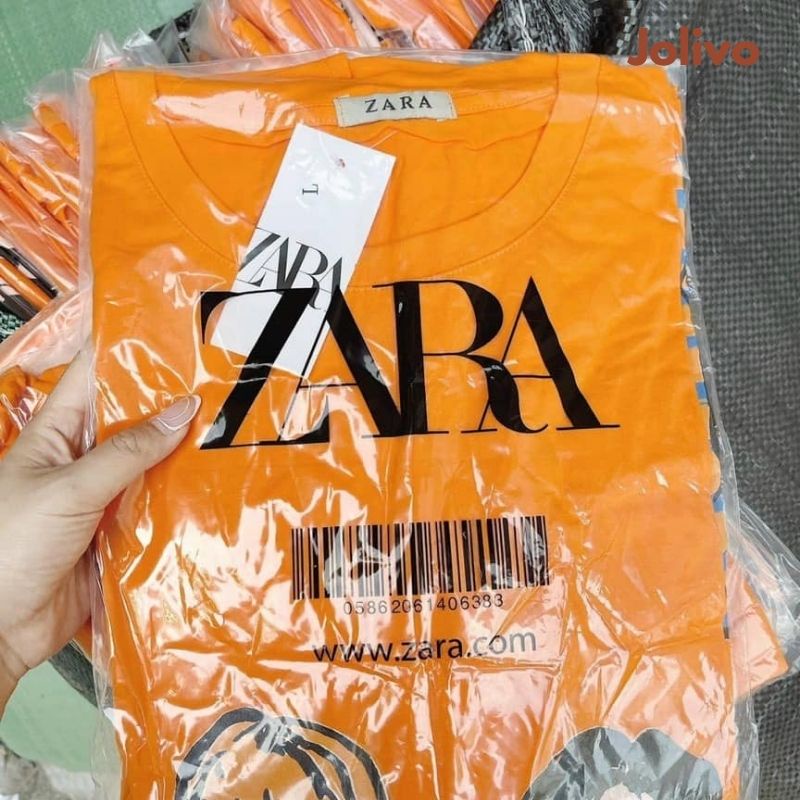 Jolivo
ZARA
L
ZARA
ZARA
05862061406383
www.zara.com